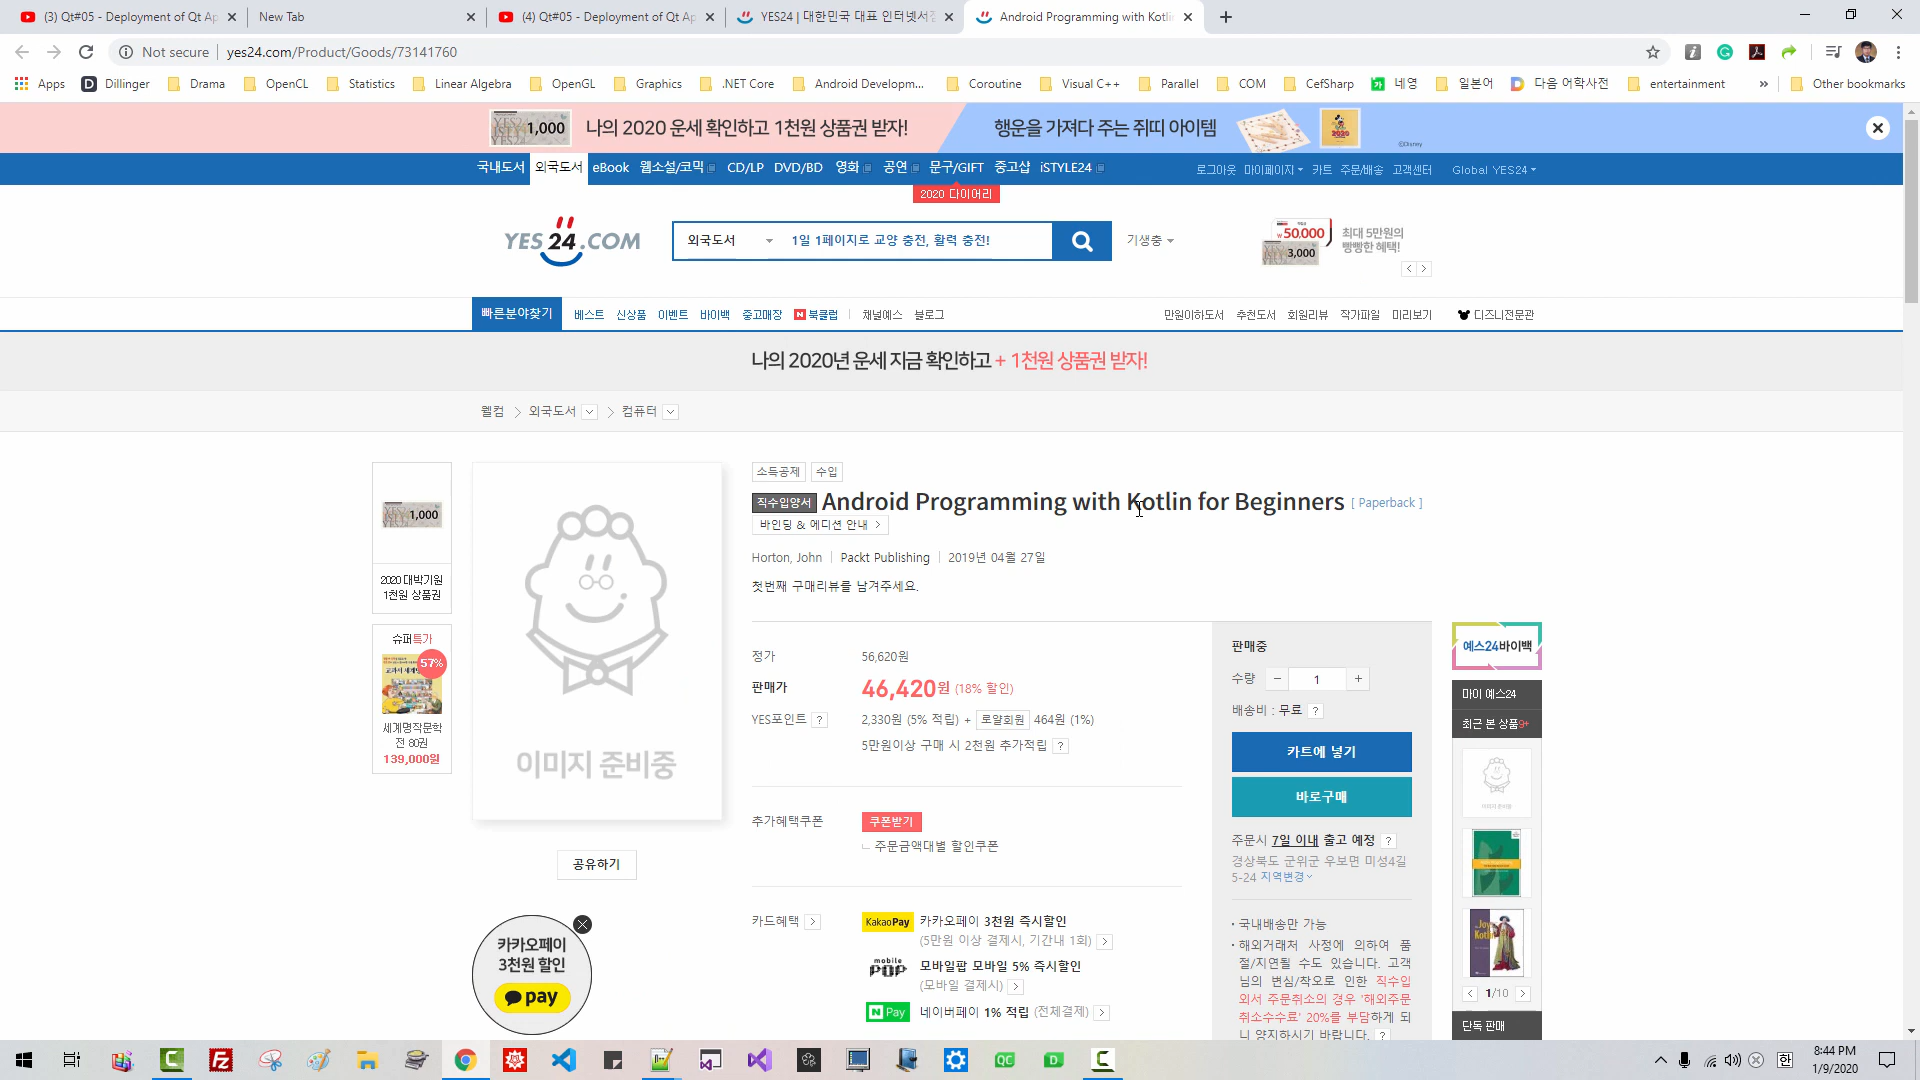 (3) Qt#05 - Deployment of Qt Ap
New Tab
(4) Qt#05 - Deployment of Qt Ap
YES24 | 대한민국 대표 인터넷서점
Android Programming with Kotli
Not secure
yes24.com/Product/Goods/73141760
Apps
Dillinger
Drama
OpenCL
Statistics
Linear Algebra
OpenGL
Graphics
.NET Core
Android Developm...
Coroutine
Visual C++
Parallel
COM
CefSharp
네영
일본어
다음 어학사전
entertainment
»
Other bookmarks
1,000
나의 2020 운세 확인하고 1천원 상품권 받자!
행운을 가져다 주는 쥐띠 아이템
2020
©Disney
국내도서
외국도서
eBook
웹소설/코믹
CD/LP
DVD/BD
영화
공연
문구/GIFT
중고샵
iSTYLE24
로그아웃
마이페이지
카트
주문/배송
고객센터
Global YES24
2020 다이어리
YES24.COM
외국도서
1일 1페이지로 교양 충전, 활력 충전!
기생충
50,000
3,000
최대 5만원의
빵빵한 혜택!
빠른분야찾기
베스트
신상품
이벤트
바이백
중고매장
N 북클럽
채널예스
블로그
만원이하도서
추천도서
회원리뷰
작가파일
미리보기
디즈니전문관
나의 2020년 운세 지금 확인하고 + 1천원 상품권 받자!
웰컴
외국도서
컴퓨터
1,000
2020 대박기원
1천원 상품권
슈퍼특가
57%
세계명작문학
전 80권
139,000원
이미지 준비중
공유하기
카카오페이
3천원 할인
pay
소득공제
수입
직수입양서
Android Programming with Kotlin for Beginners
[ Paperback ]
바인딩 & 에디션 안내
Horton, John
Packt Publishing
2019년 04월 27일
첫번째 구매리뷰를 남겨주세요.
정가
56,620원
판매가
46,420원 (18% 할인)
YES포인트 ?
2,330원 (5% 적립) + 로얄회원 464원 (1%)
5만원이상 구매 시 2천원 추가적립 ?
추가혜택쿠폰
쿠폰받기
주문금액대별 할인쿠폰
카드혜택
KakaoPay
카카오페이 3천원 즉시할인
(5만원 이상 결제시, 기간내 1회)
mobile
POP
모바일팝 모바일 5% 즉시할인
(모바일 결제시)
N Pay
네이버페이 1% 적립 (전체결제)
판매중
수량
−
1
+
배송비 : 무료 ?
카트에 넣기
바로구매
주문시 7일 이내 출고 예정 ?
경상북도 군위군 우보면 미성4길
5-24 지역변경
· 국내배송만 가능
· 해외거래처 사정에 의하여 품
절/지연될 수도 있습니다. 고객
님의 변심/착오로 인한 직수입
외서 주문취소의 경우 '해외주문
취소수수료' 20%를 부담하게 되
니 양지하시기 바랍니다. ?
예스24바이백
마이 예스24
최근 본 상품9+
1/10
단독 판매
한
8:44 PM
1/9/2020